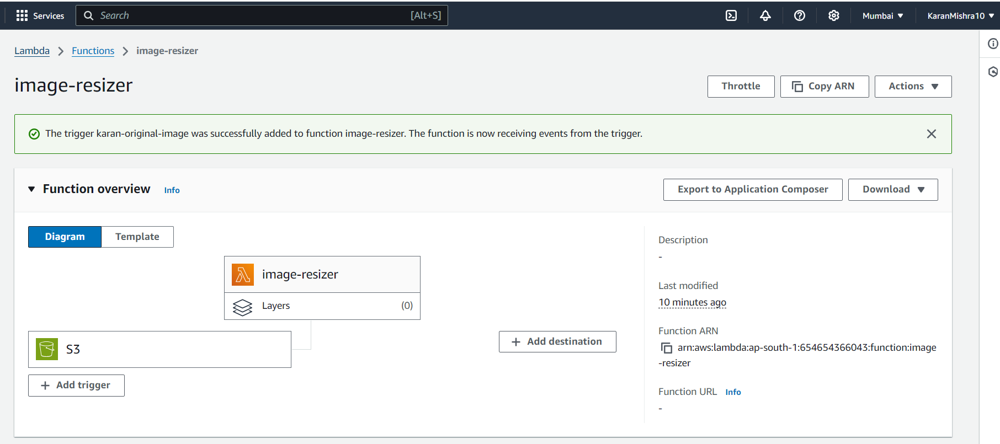 Services
Search [Alt+S]
Mumbai ▼
KaranMishra10 ▼
Lambda > Functions > image-resizer
image-resizer
Throttle
Copy ARN
Actions ▼
The trigger karan-original-image was successfully added to function image-resizer. The function is now receiving events from the trigger.
▼ Function overview Info
Export to Application Composer
Download ▼
Diagram
Template
image-resizer
Layers (0)
S3
+ Add destination
+ Add trigger
Description
-
Last modified
10 minutes ago
Function ARN
arn:aws:lambda:ap-south-1:654654366043:function:image
-resizer
Function URL Info
-